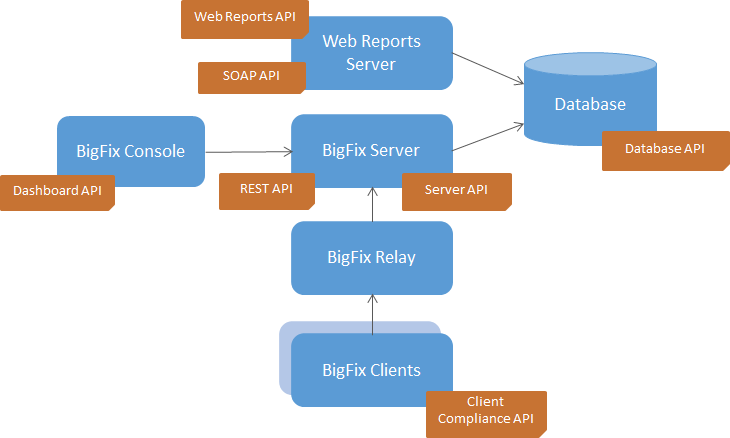 Web Reports API
Web Reports
Server
SOAP API
Database
Database API
BigFix Console
Dashboard API
BigFix Server
REST API
Server API
BigFix Relay
BigFix Clients
Client
Compliance API